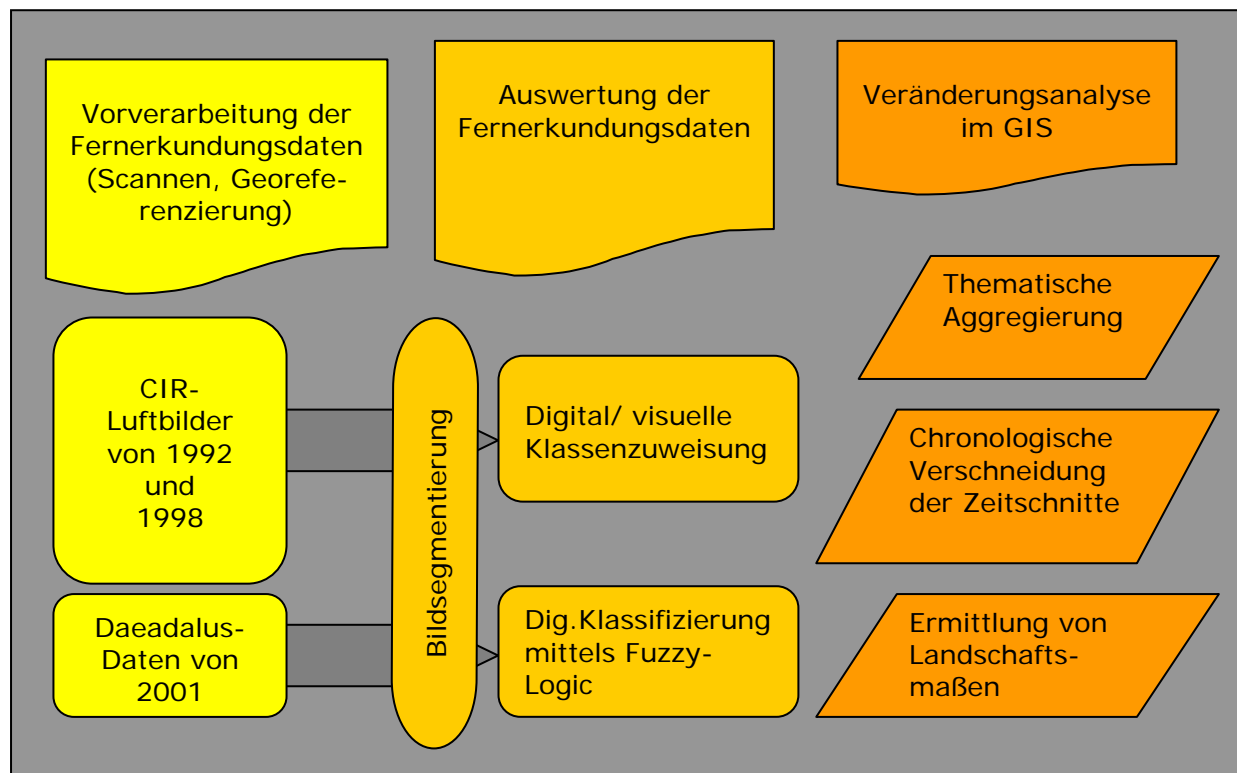 Vorverarbeitung der
Fernerkundungsdaten
(Scannen, Georefe-
renzierung)
Auswertung der
Fernerkundungsdaten
Veränderungsanalyse
im GIS
CIR-
Luftbilder
von 1992
und
1998
Daeadalus-
Daten von
2001
Bildsegmentierung
Digital/ visuelle
Klassenzuweisung
Dig.Klassifizierung
mittels Fuzzy-
Logic
Thematische
Aggregierung
Chronologische
Verschneidung
der Zeitschnitte
Ermittlung von
Landschafts-
maßen